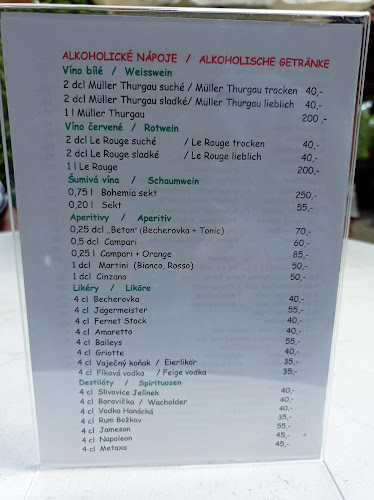 ALKOHOLICKÉ NÁPOJE / ALKOHOLISCHE GETRÄNKE
Víno bílé / Weisswein
2 dcl Müller Thurgau suché / Müller Thurgau trocken 40,-
2 dcl Müller Thurgau sladké/ Müller Thurgau lieblich 40,-
1 l Müller Thurgau 200 ,-
Víno červené / Rotwein
2 dcl Le Rouge suché / Le Rouge trocken 40,-
2 dcl Le Rouge sladké / Le Rouge lieblich 40,-
1 l Le Rouge 200,-
Šumivá vína / Schaumwein
0,75 l Bohemia sekt 250,-
0,20 l Sekt 55,-
Aperitivy / Aperitiv
0,25 dcl „Beton“ (Becherovka + Tonic) 70,-
0,5 dcl Campari 60,-
0,25 l Campari + Orange 85,-
1 dcl Martini (Bianco, Rosso) 50,-
1 dcl Cinzano 50,-
Likéry / Liköre
4 cl Becherovka 40,-
4 cl Jägermeister 55,-
4 cl Fernet Stock 40,-
4 cl Amaretto 40,-
4 cl Baileys 55,-
4 cl Griotte 40,-
4 cl Vaječný koňak / Eierlikör 35,-
4 cl Fíková vodka / Feige vodka 35,-
Destiláty / Spirituosen
4 cl Slivovice Jelínek 40,-
4 cl Borovička / Wacholder 40,-
4 cl Vodka Hanácká 40,-
4 cl Rum Božkov 35,-
4 cl Jameson 55,-
4 cl Napoleon 45,-
4 cl Metaxa 45,-